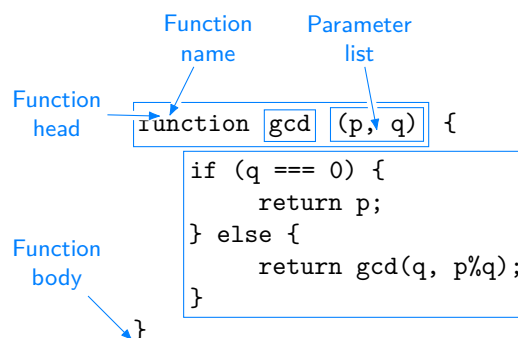 Function
name
Parameter
list
Function
head
function gcd (p, q) {
if (q === 0) {
return p;
} else {
return gcd(q, p%q);
}
Function
body
}